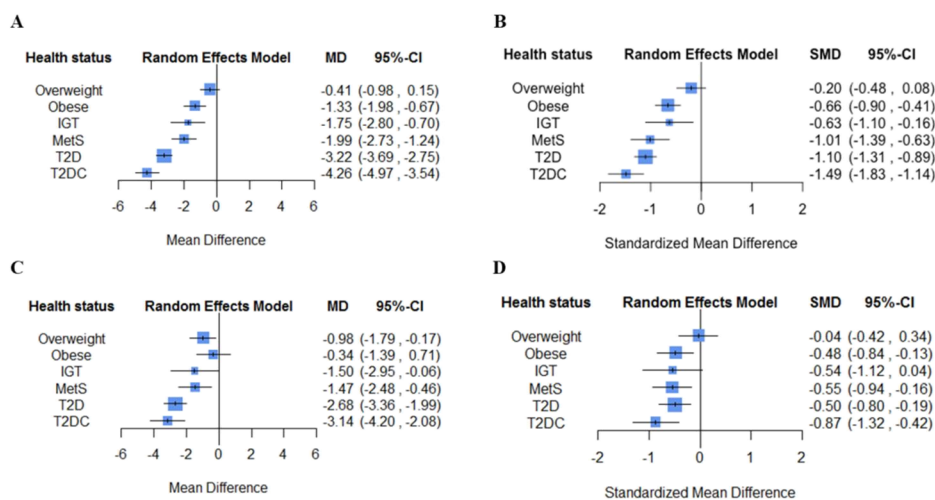 A
Health status Random Effects Model MD 95%-CI
Overweight -0.41 (-0.98 , 0.15)
Obese -1.33 (-1.98 , -0.67)
IGT -1.75 (-2.80 , -0.70)
MetS -1.99 (-2.73 , -1.24)
T2D -3.22 (-3.69 , -2.75)
T2DC -4.26 (-4.97 , -3.54)
-6 -4 -2 0 2 4 6
Mean Difference
B
Health status Random Effects Model SMD 95%-CI
Overweight -0.20 (-0.48 , 0.08)
Obese -0.66 (-0.90 , -0.41)
IGT -0.63 (-1.10 , -0.16)
MetS -1.01 (-1.39 , -0.63)
T2D -1.10 (-1.31 , -0.89)
T2DC -1.49 (-1.83 , -1.14)
-2 -1 0 1 2
Standardized Mean Difference
C
Health status Random Effects Model MD 95%-CI
Overweight -0.98 (-1.79 , -0.17)
Obese -0.34 (-1.39 , 0.71)
IGT -1.50 (-2.95 , -0.06)
MetS -1.47 (-2.48 , -0.46)
T2D -2.68 (-3.36 , -1.99)
T2DC -3.14 (-4.20 , -2.08)
-6 -4 -2 0 2 4 6
Mean Difference
D
Health status Random Effects Model SMD 95%-CI
Overweight -0.04 (-0.42 , 0.34)
Obese -0.48 (-0.84 , -0.13)
IGT -0.54 (-1.12 , 0.04)
MetS -0.55 (-0.94 , -0.16)
T2D -0.50 (-0.80 , -0.19)
T2DC -0.87 (-1.32 , -0.42)
-2 -1 0 1 2
Standardized Mean Difference